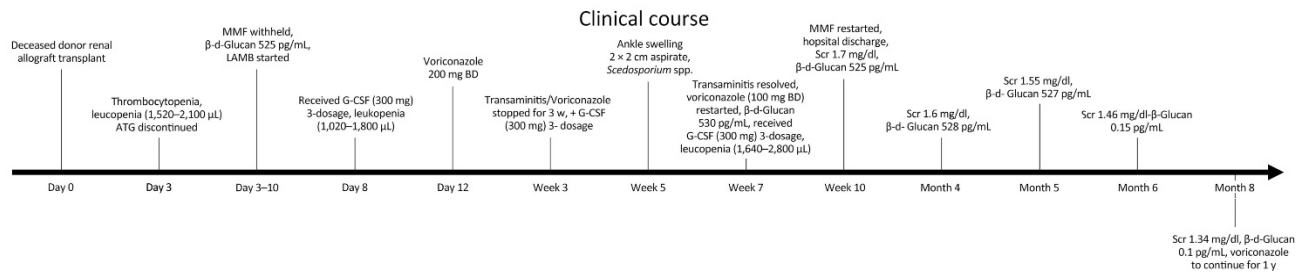 Clinical course
Deceased donor renal
allograft transplant
Thrombocytopenia,
leucopenia (1,520–2,100 µL)
ATG discontinued
MMF withheld,
β-d-Glucan 525 pg/mL,
LAMB started
Received G-CSF (300 mg)
3-dosage, leukopenia
(1,020–1,800 µL)
Voriconazole
200 mg BD
Transaminitis/Voriconazole
stopped for 3 w, + G-CSF
(300 mg) 3- dosage
Ankle swelling
2 × 2 cm aspirate,
Scedosporium spp.
Transaminitis resolved,
voriconazole (100 mg BD)
restarted, β-d-Glucan
530 pg/mL, received
G-CSF (300 mg) 3-dosage,
leucopenia (1,640–2,800 µL)
MMF restarted,
hopsital discharge,
Scr 1.7 mg/dl,
β-d-Glucan 525 pg/mL
Scr 1.6 mg/dl,
β-d- Glucan 528 pg/mL
Scr 1.55 mg/dl,
β-d- Glucan 527 pg/mL
Scr 1.46 mg/dl-β-Glucan
0.15 pg/mL
Day 0
Day 3
Day 3–10
Day 8
Day 12
Week 3
Week 5
Week 7
Week 10
Month 4
Month 5
Month 6
Month 8
Scr 1.34 mg/dl, β-d-Glucan
0.1 pg/mL, voriconazole
to continue for 1 y